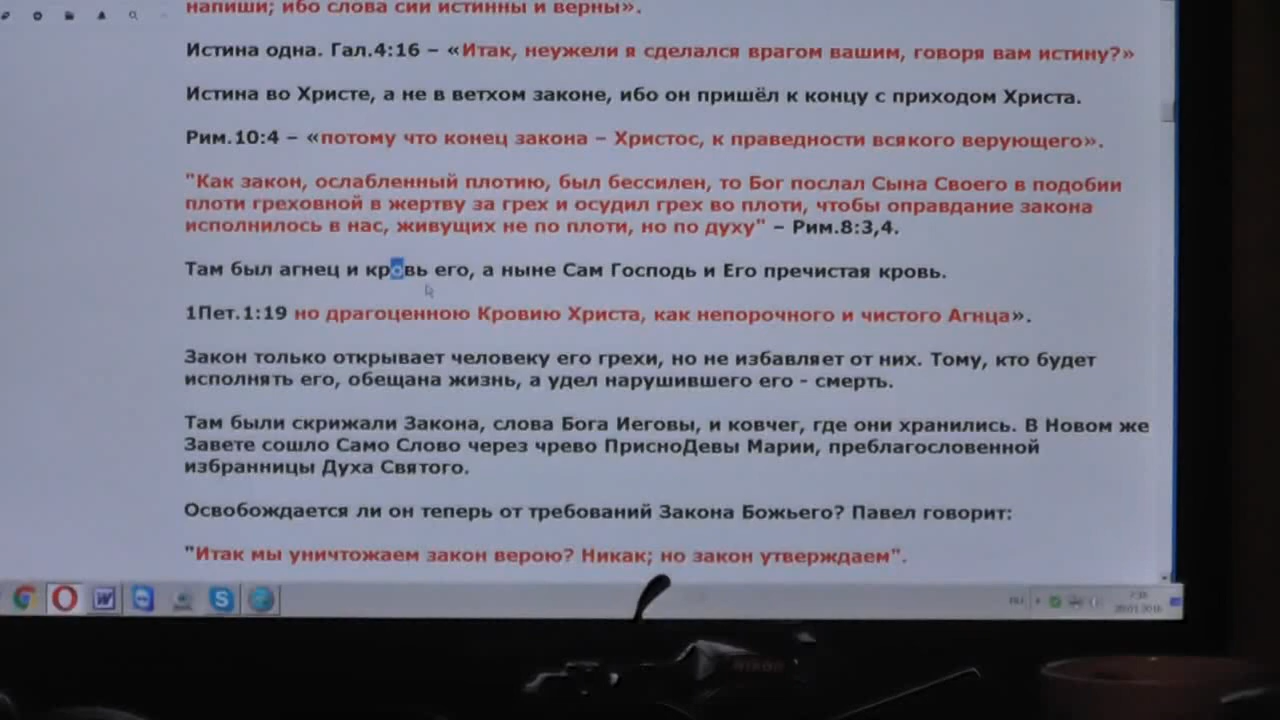 напиши; ибо слова сии истинны и верны».
Истина одна. Гал.4:16 – «Итак, неужели я сделался врагом вашим, говоря вам истину?»
Истина во Христе, а не в ветхом законе, ибо он пришёл к концу с приходом Христа.
Рим.10:4 – «потому что конец закона – Христос, к праведности всякого верующего».
"Как закон, ослабленный плотию, был бессилен, то Бог послал Сына Своего в подобии
плоти греховной в жертву за грех и осудил грех во плоти, чтобы оправдание закона
исполнилось в нас, живущих не по плоти, но по духу" – Рим.8:3,4.
Там был агнец и кровь его, а ныне Сам Господь и Его пречистая кровь.
1Пет.1:19 но драгоценною Кровию Христа, как непорочного и чистого Агнца».
Закон только открывает человеку его грехи, но не избавляет от них. Тому, кто будет
исполнять его, обещана жизнь, а удел нарушившего его - смерть.
Там были скрижали Закона, слова Бога Иеговы, и ковчег, где они хранились. В Новом же
Завете сошло Само Слово через чрево ПрисноДевы Марии, преблагословенной
избранницы Духа Святого.
Освобождается ли он теперь от требований Закона Божьего? Павел говорит:
"Итак мы уничтожаем закон верою? Никак; но закон утверждаем".